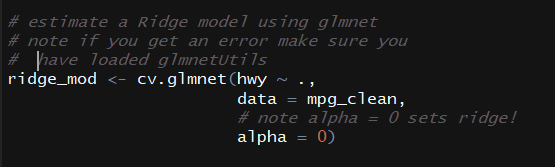 # estimate a Ridge model using glmnet
# note if you get an error make sure you
#  have loaded glmnetUtils
ridge_mod <- cv.glmnet(hwy ~ .,
                       data = mpg_clean,
                       # note alpha = 0 sets ridge!
                       alpha = 0)